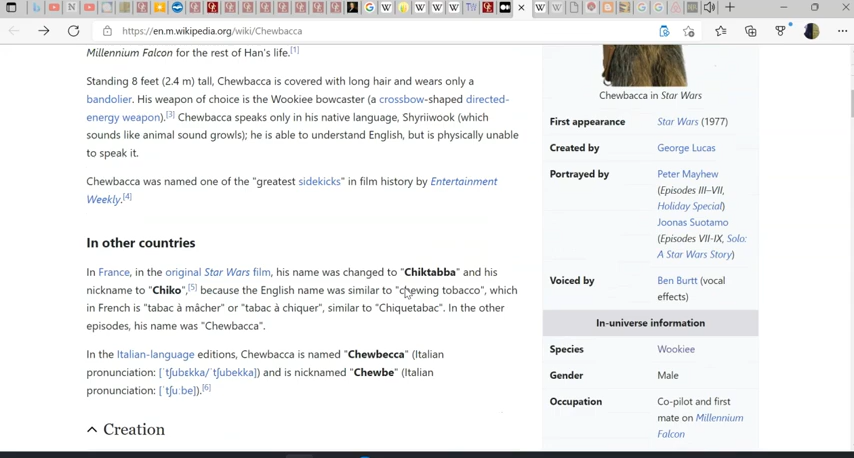 https://en.m.wikipedia.org/wiki/Chewbacca
Millennium Falcon for the rest of Han's life.[1]
Standing 8 feet (2.4 m) tall, Chewbacca is covered with long hair and wears only a
bandolier. His weapon of choice is the Wookiee bowcaster (a crossbow-shaped directed-
energy weapon).[3] Chewbacca speaks only in his native language, Shyriiwook (which
sounds like animal sound growls); he is able to understand English, but is physically unable
to speak it.
Chewbacca was named one of the "greatest sidekicks" in film history by Entertainment
Weekly.[4]
In other countries
In France, in the original Star Wars film, his name was changed to "Chiktabba" and his
nickname to "Chiko",[5] because the English name was similar to "chewing tobacco", which
in French is "tabac à mâcher" or "tabac à chiquer", similar to "Chiquetabac". In the other
episodes, his name was "Chewbacca".
In the Italian-language editions, Chewbacca is named "Chewbecca" (Italian
pronunciation: [ˈtʃubɛkka/ˈtʃubekka]) and is nicknamed "Chewbe" (Italian
pronunciation: [ˈtʃuːbe]).[6]
Creation
Chewbacca in Star Wars
First appearance Star Wars (1977)
Created by George Lucas
Portrayed by Peter Mayhew
(Episodes III–VII,
Holiday Special)
Joonas Suotamo
(Episodes VII-IX, Solo:
A Star Wars Story)
Voiced by Ben Burtt (vocal
effects)
In-universe information
Species Wookiee
Gender Male
Occupation Co-pilot and first
mate on Millennium
Falcon